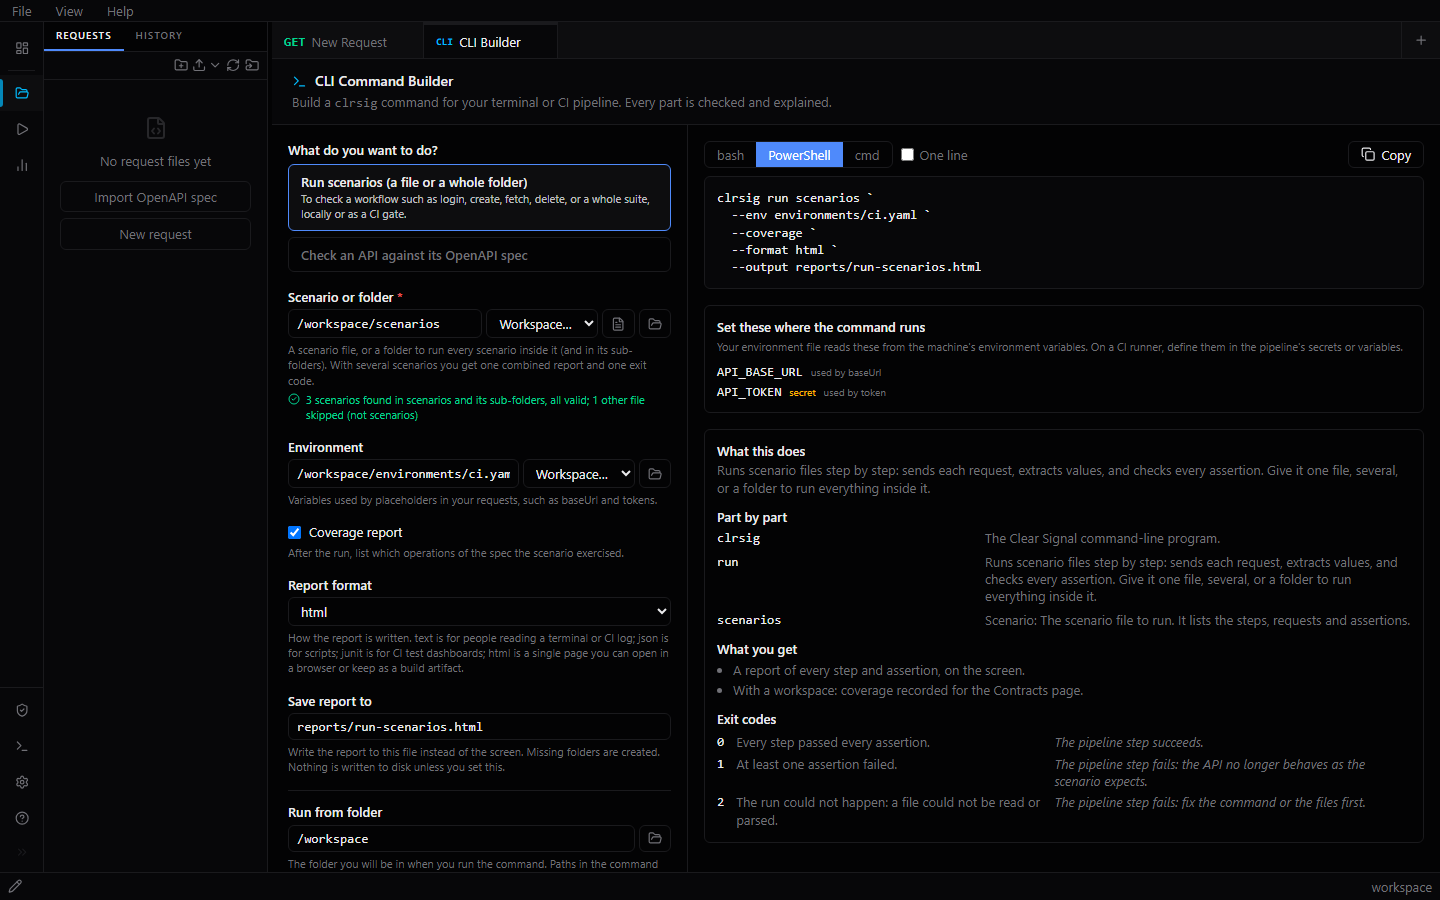 File View Help
REQUESTS HISTORY
No request files yet
Import OpenAPI spec
New request
GET New Request
CLI CLI Builder
CLI Command Builder
Build a clrsig command for your terminal or CI pipeline. Every part is checked and explained.
What do you want to do?
Run scenarios (a file or a whole folder)
To check a workflow such as login, create, fetch, delete, or a whole suite,
locally or as a CI gate.
Check an API against its OpenAPI spec
Scenario or folder *
/workspace/scenarios Workspace...
A scenario file, or a folder to run every scenario inside it (and in its sub-
folders). With several scenarios you get one combined report and one exit
code.
3 scenarios found in scenarios and its sub-folders, all valid; 1 other file
skipped (not scenarios)
Environment
/workspace/environments/ci.yam Workspace...
Variables used by placeholders in your requests, such as baseUrl and tokens.
Coverage report
After the run, list which operations of the spec the scenario exercised.
Report format
html
How the report is written. text is for people reading a terminal or CI log; json is
for scripts; junit is for CI test dashboards; html is a single page you can open in
a browser or keep as a build artifact.
Save report to
reports/run-scenarios.html
Write the report to this file instead of the screen. Missing folders are created.
Nothing is written to disk unless you set this.
Run from folder
/workspace
The folder you will be in when you run the command. Paths in the command
bash PowerShell cmd One line Copy
clrsig run scenarios `
--env environments/ci.yaml `
--coverage `
--format html `
--output reports/run-scenarios.html
Set these where the command runs
Your environment file reads these from the machine's environment variables. On a CI runner, define them in the pipeline's secrets or variables.
API_BASE_URL used by baseUrl
API_TOKEN secret used by token
What this does
Runs scenario files step by step: sends each request, extracts values, and checks every assertion. Give it one file, several,
or a folder to run everything inside it.
Part by part
clrsig The Clear Signal command-line program.
run Runs scenario files step by step: sends each request, extracts values, and
checks every assertion. Give it one file, several, or a folder to run
everything inside it.
scenarios Scenario: The scenario file to run. It lists the steps, requests and assertions.
What you get
• A report of every step and assertion, on the screen.
• With a workspace: coverage recorded for the Contracts page.
Exit codes
0 Every step passed every assertion. The pipeline step succeeds.
1 At least one assertion failed. The pipeline step fails: the API no longer behaves as the
scenario expects.
2 The run could not happen: a file could not be read or The pipeline step fails: fix the command or the files first.
parsed.
workspace